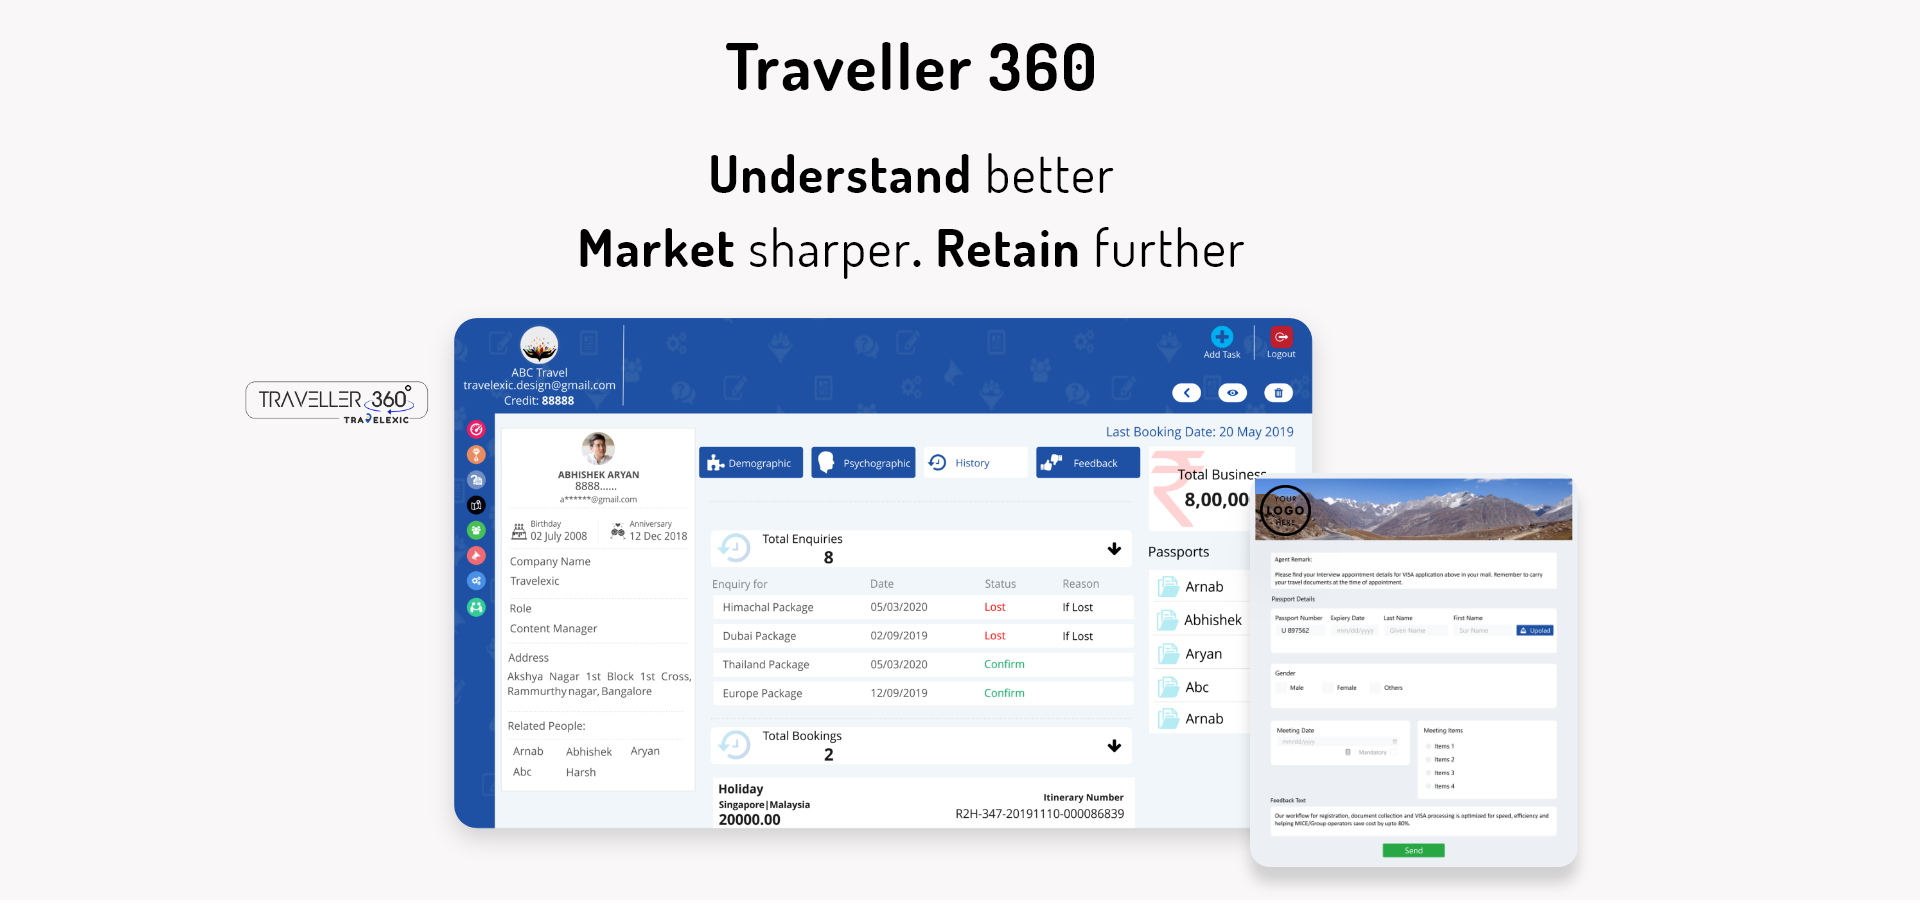 Traveller 360
Understand better
Market sharper. Retain further
TRAVELLER 360°
TRAVELEXIC
ABC Travel
travelexic.design@gmail.com
Credit: 88888
Add Task
Logout
Last Booking Date: 20 May 2019
ABHISHEK ARYAN
8888......
a******@gmail.com
Birthday
02 July 2008
Anniversary
12 Dec 2018
Company Name
Travelexic
Role
Content Manager
Address
Akshya Nagar 1st Block 1st Cross,
Rammurthy nagar, Bangalore
Related People:
Arnab Abhishek Aryan
Abc Harsh
Demographic Psychographic History Feedback
Total Enquiries
8
Enquiry for Date Status Reason
Himachal Package 05/03/2020 Lost If Lost
Dubai Package 02/09/2019 Lost If Lost
Thailand Package 05/03/2020 Confirm
Europe Package 12/09/2019 Confirm
Total Bookings
2
Holiday
Singapore|Malaysia
20000.00
Itinerary Number
R2H-347-20191110-000086839
Total Business
8,00,00
Passports
Arnab
Abhishek
Aryan
Abc
Arnab
YOUR
LOGO
HERE
Agent Remark:
Please find your Interview appointment details for VISA application above in your mail. Remember to carry
your travel documents at the time of appointment.
Passport Details
Passport Number Expiry Date Last Name First Name
U 897562 mm/dd/yyyy Given Name Sur Name Upolad
Gender
Male Female Others
Meeting Date
mm/dd/yyyy
Mandatory
Meeting Items
Items 1
Items 2
Items 3
Items 4
Feedback Text
Our workflow for registration, document collection and VISA processing is optimized for speed, efficiency and
helping MICE/Group operators save cost by upto 80%.
Send